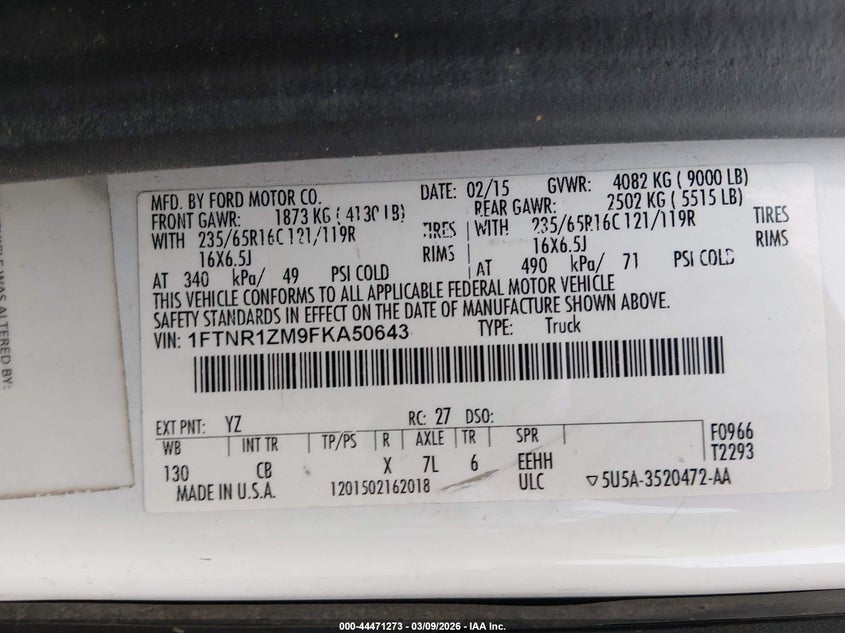 MFD. BY FORD MOTOR CO. DATE: 02/15 GVWR: 4082 KG ( 9000 LB)
FRONT GAWR: 1873 KG ( 4130 LB) REAR GAWR: 2502 KG ( 5515 LB)
WITH 235/65R16C 121/119R TIRES WITH 235/65R16C 121/119R TIRES
16X6.5J RIMS 16X6.5J RIMS
AT 340 kPa/ 49 PSI COLD AT 490 kPa/ 71 PSI COLD
THIS VEHICLE CONFORMS TO ALL APPLICABLE FEDERAL MOTOR VEHICLE
SAFETY STANDARDS IN EFFECT ON THE DATE OF MANUFACTURE SHOWN ABOVE.
VIN: 1FTNR1ZM9FKA50643 TYPE: Truck
EXT PNT: YZ RC: 27 DSO:
WB INT TR TP/PS R AXLE TR SPR F0966
T2293
130 CB X 7L 6 EEHH
MADE IN U.S.A. 1201502162018 ULC ▽5U5A-3520472-AA
WAS ALTERED BY:
000-44471273 - 03/09/2026 - IAA Inc.